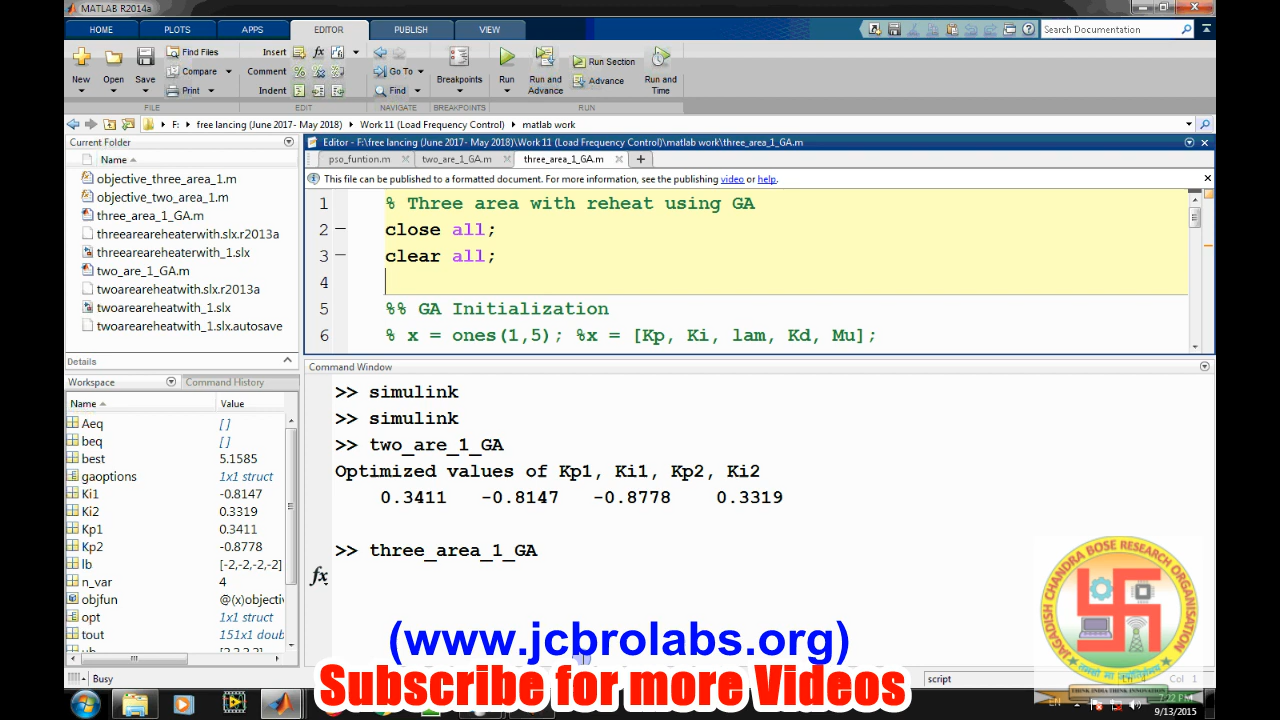 MATLAB R2014a
HOME PLOTS APPS EDITOR PUBLISH VIEW
Search Documentation
New Open Save Find Files Compare Print
Insert Comment Indent
Go To Find
Breakpoints
Run Run and Advance Run Section Advance Run and Time
FILE EDIT NAVIGATE BREAKPOINTS RUN
F: free lancing (June 2017- May 2018) Work 11 (Load Frequency Control) matlab work
Current Folder
Name
objective_three_area_1.m
objective_two_area_1.m
three_area_1_GA.m
threeareareheaterwith.slx.r2013a
threeareareheaterwith_1.slx
two_are_1_GA.m
twoareareheatwith.slx.r2013a
twoareareheatwith_1.slx
twoareareheatwith_1.slx.autosave
Details
Workspace Command History
Name Value
Aeq []
beq []
best 5.1585
gaoptions 1x1 struct
Ki1 -0.8147
Ki2 0.3319
Kp1 0.3411
Kp2 -0.8778
lb [-2,-2,-2,-2]
n_var 4
objfun @(x)objectiv
opt 1x1 struct
tout 151x1 doub
Busy
Editor - F:\free lancing (June 2017- May 2018)\Work 11 (Load Frequency Control)\matlab work\three_area_1_GA.m
pso_funtion.m two_are_1_GA.m three_area_1_GA.m
This file can be published to a formatted document. For more information, see the publishing video or help.
1 % Three area with reheat using GA
2 close all;
3 clear all;
4
5 %% GA Initialization
6 % x = ones(1,5); %x = [Kp, Ki, lam, Kd, Mu];
Command Window
>> simulink
>> simulink
>> two_are_1_GA
Optimized values of Kp1, Ki1, Kp2, Ki2
0.3411 -0.8147 -0.8778 0.3319
>> three_area_1_GA
fx
(www.jcbrolabs.org)
Subscribe for more Videos
JAGADISH CHANDRA BOSE RESEARCH ORGANISATION
THINK INDIA THINK INNOVATION
script
EN
7:22 PM
9/13/2015